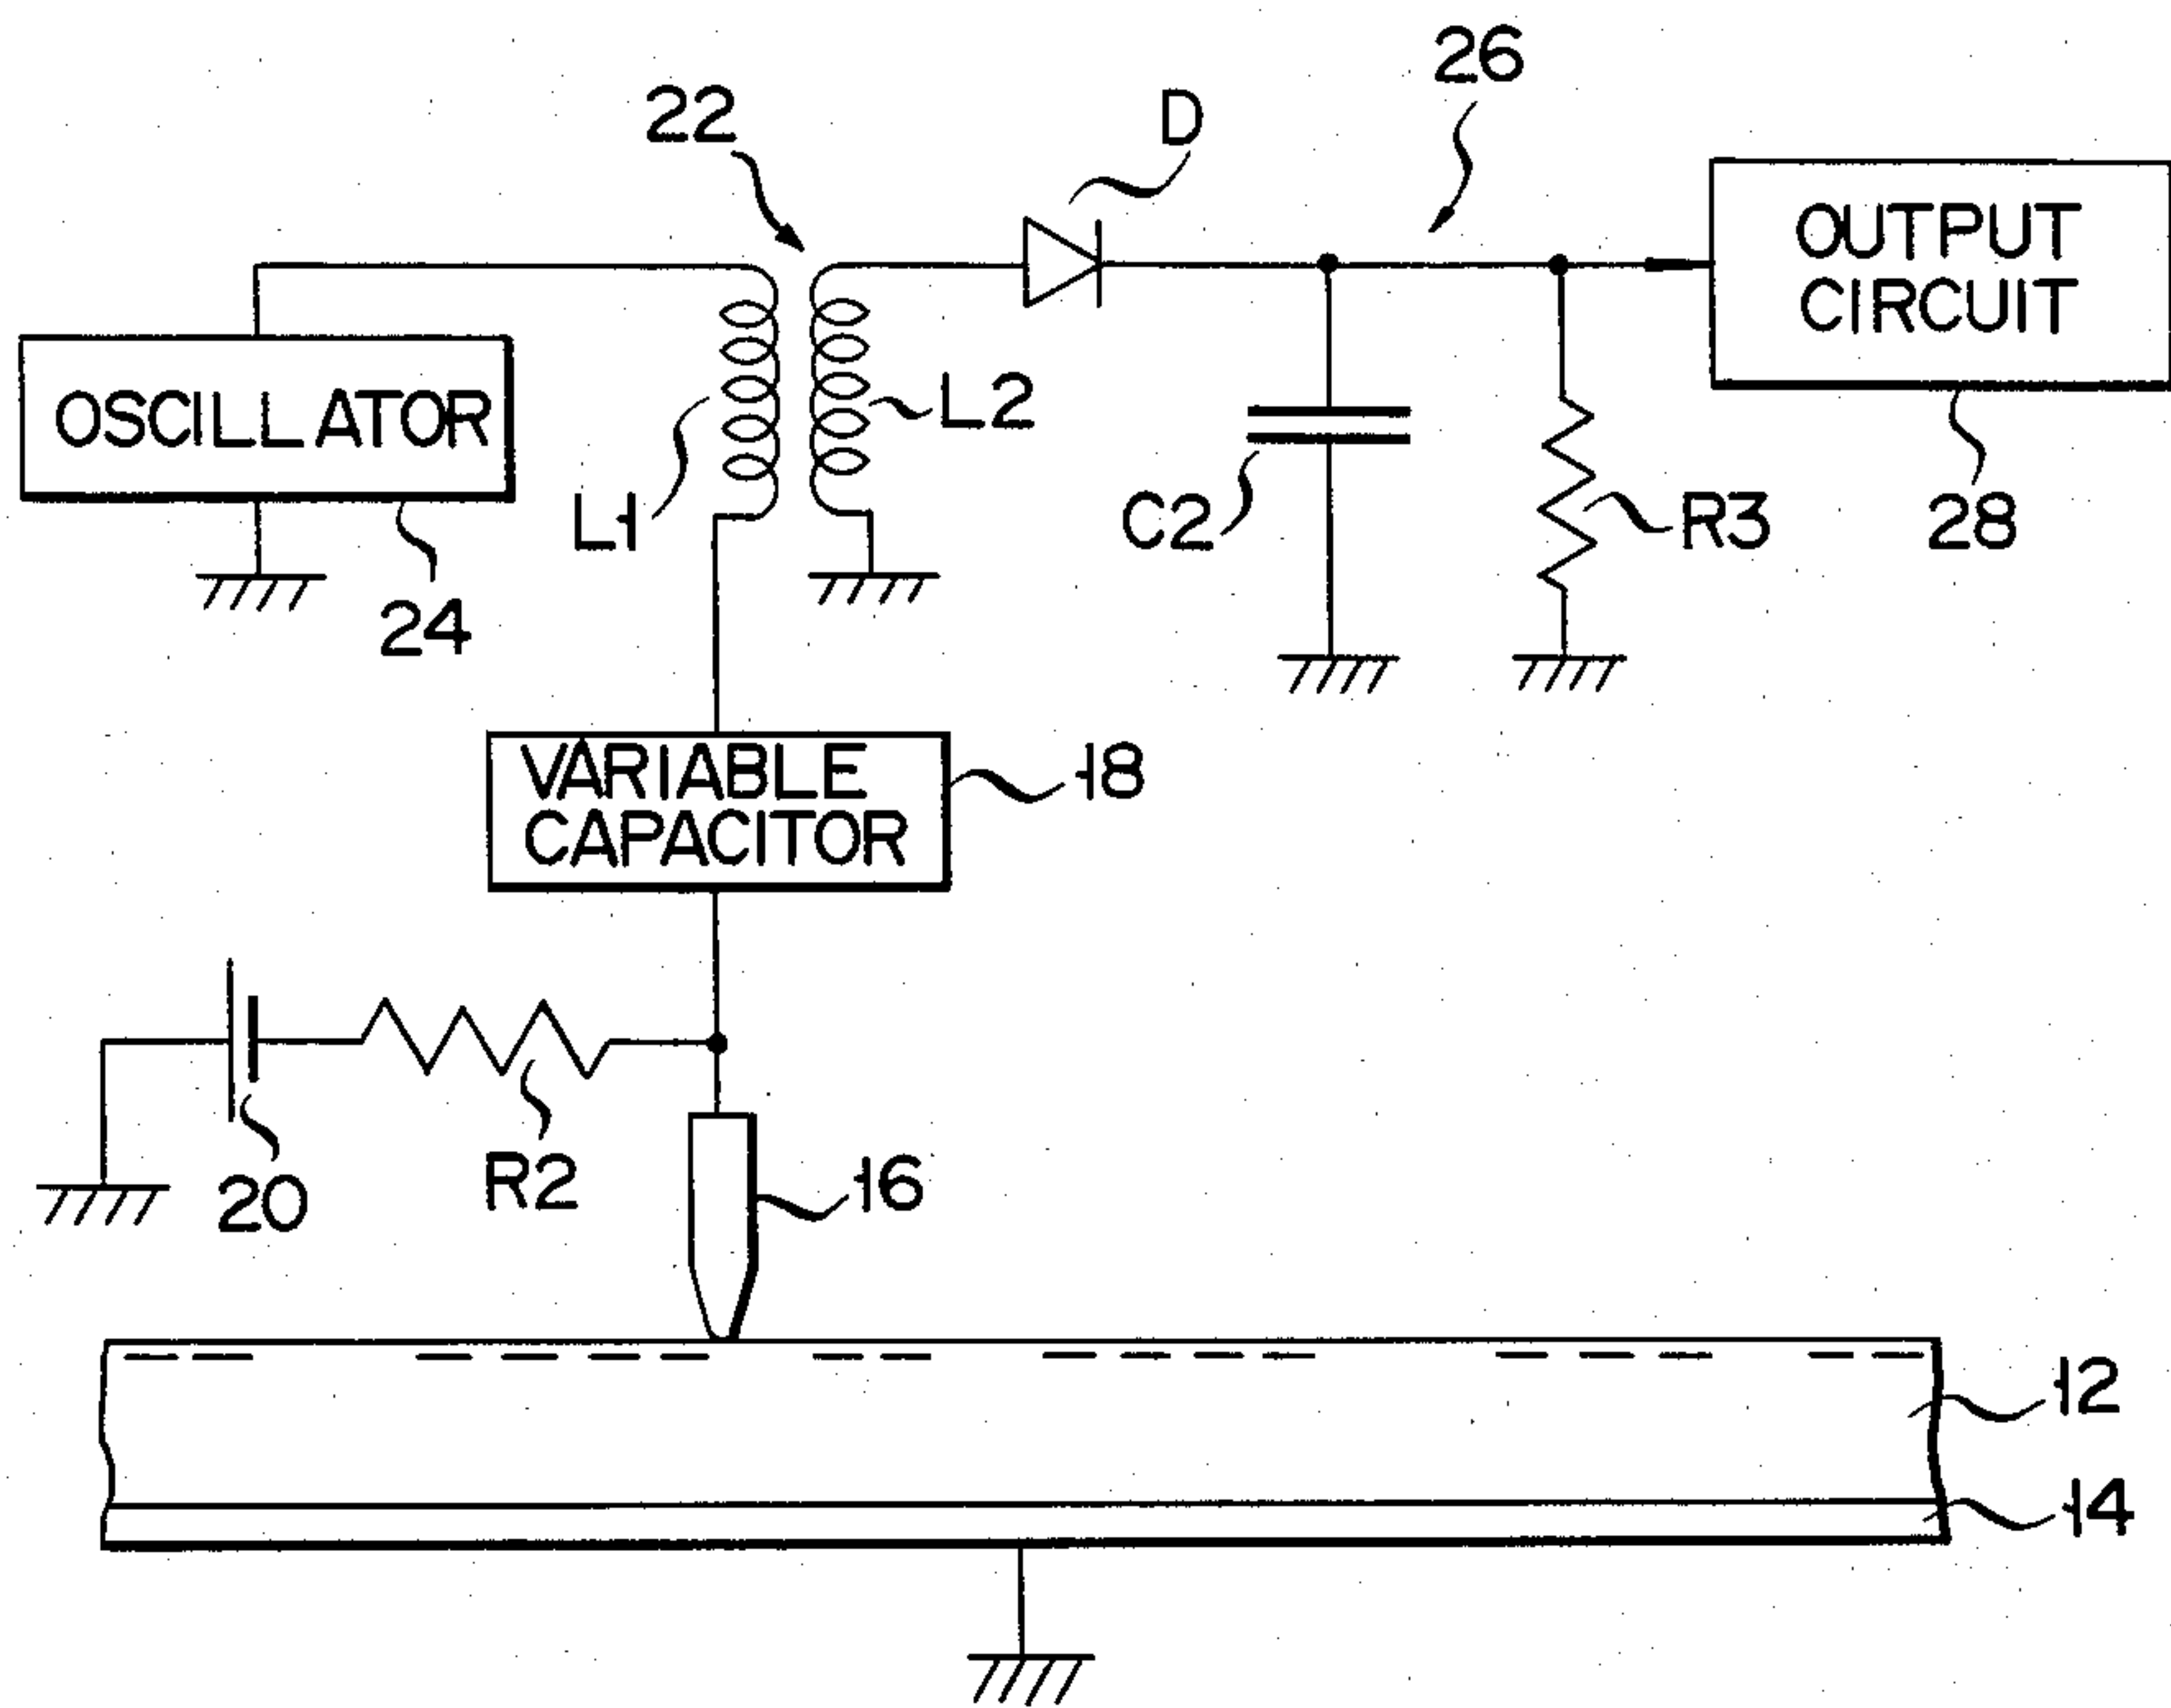 26
22
D
OUTPUT
CIRCUIT
OSCILLATOR
L2
L1
C2
R3
28
24
VARIABLE
CAPACITOR
18
20
R2
16
12
14